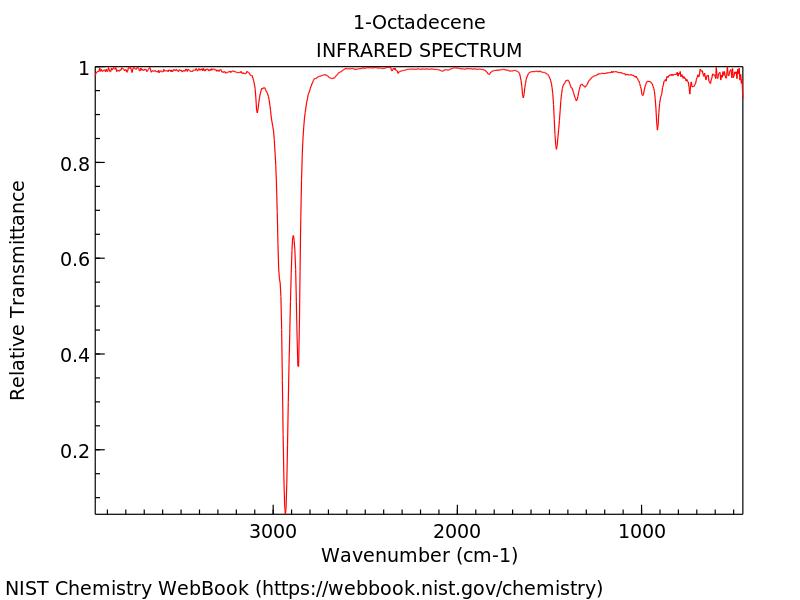 1-Octadecene
INFRARED SPECTRUM
1
0.8
0.6
0.4
0.2
Relative Transmittance
3000 2000 1000
Wavenumber (cm-1)
NIST Chemistry WebBook (https://webbook.nist.gov/chemistry)